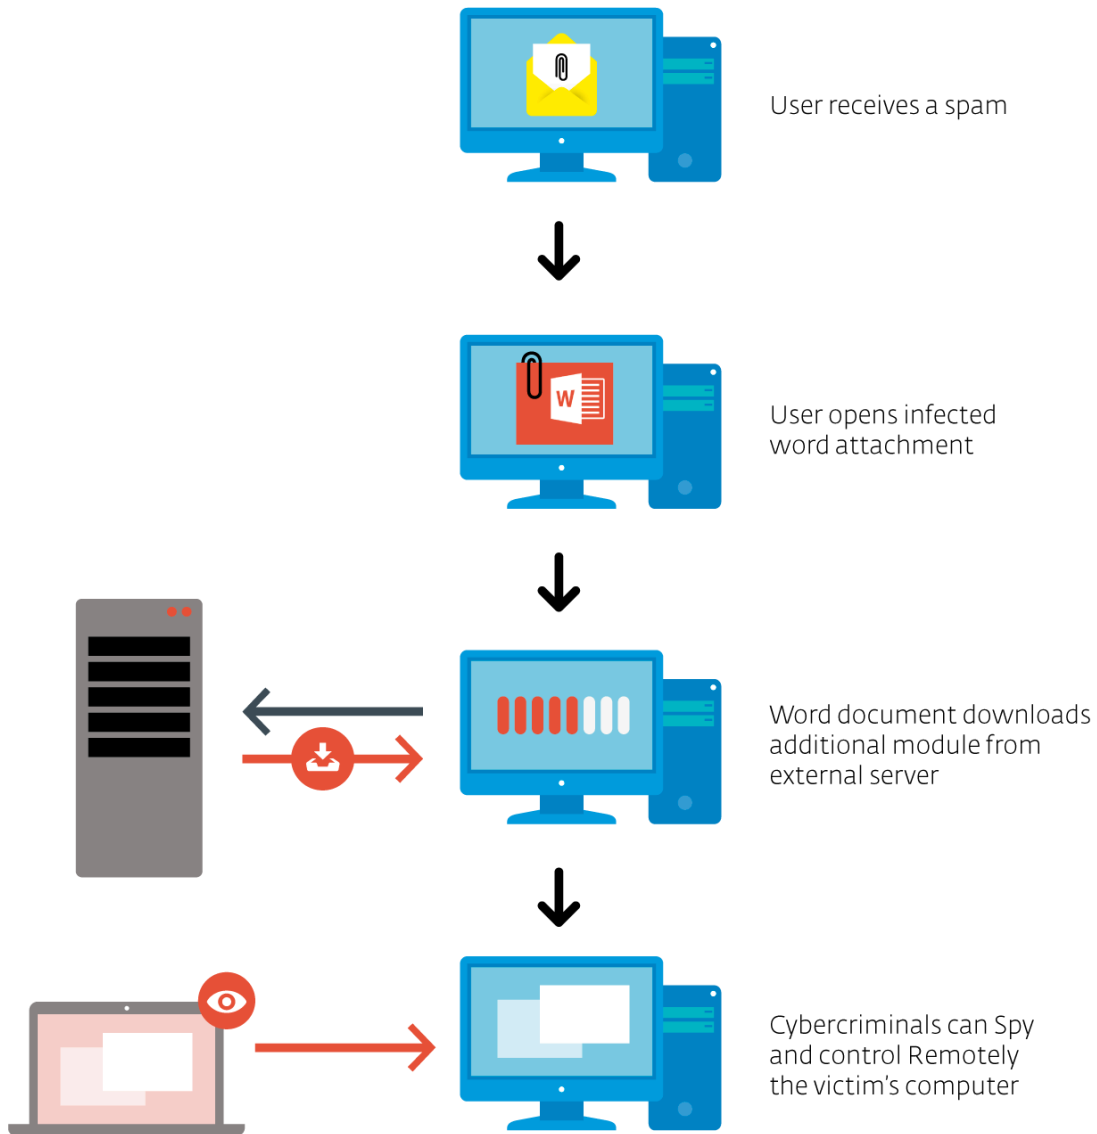 User receives a spam
W
User opens infected
word attachment
Word document downloads
additional module from
external server
Cybercriminals can Spy
and control Remotely
the victim's computer